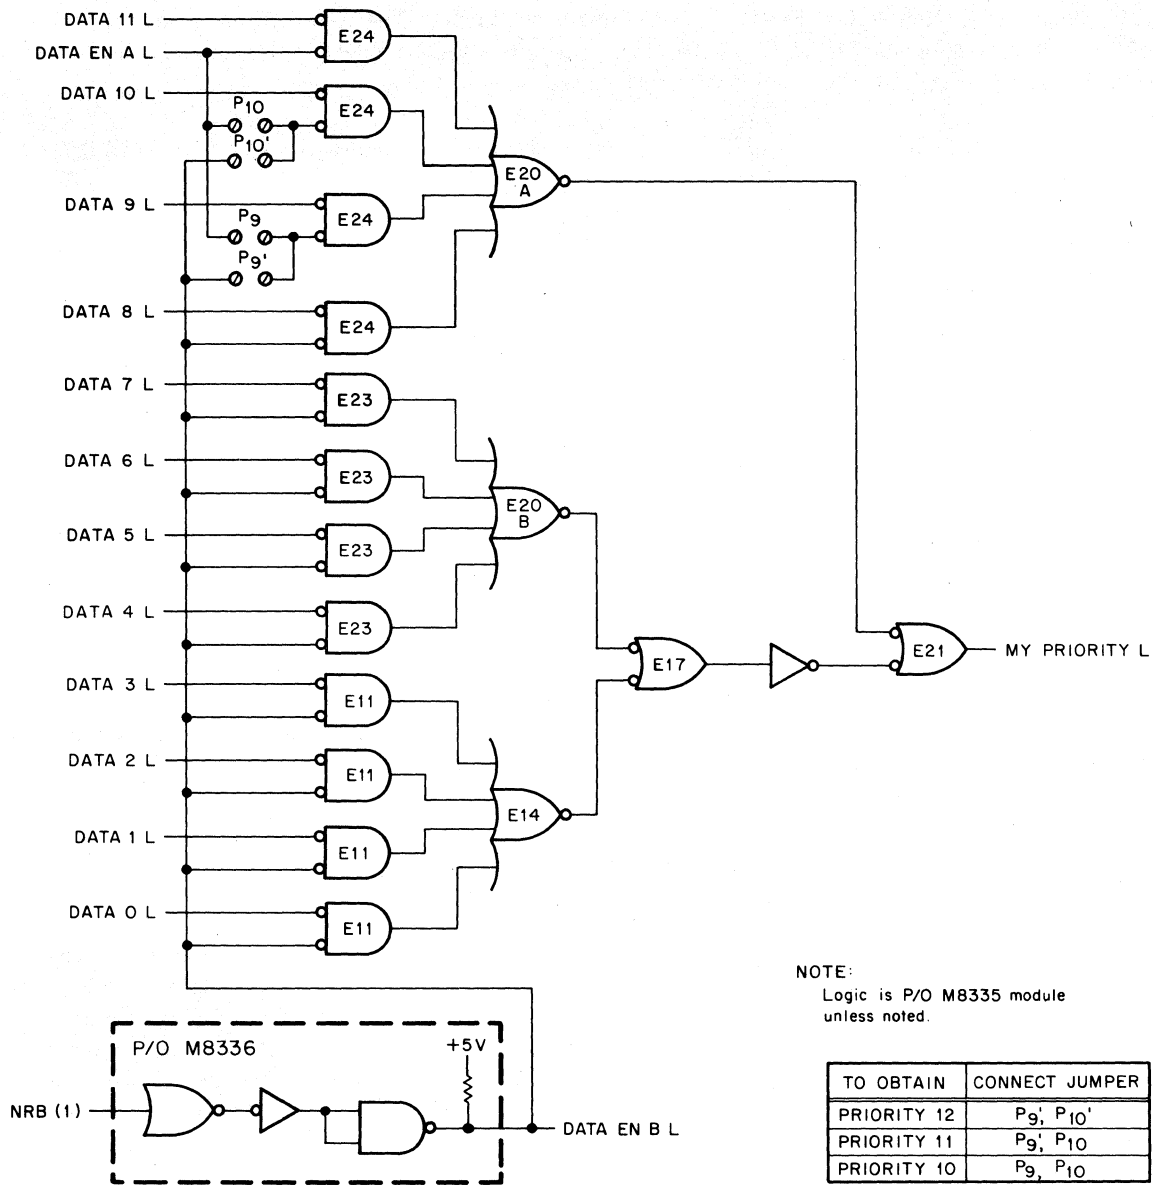 DATA 11 L
E24
DATA EN A L
DATA 10 L
P10
E24
P10'
E20
A
DATA 9 L
P9
E24
P9'
DATA 8 L
E24
DATA 7 L
E23
DATA 6 L
E23
E20
B
DATA 5 L
E23
DATA 4 L
E23
E17
E21
MY PRIORITY L
DATA 3 L
E11
DATA 2 L
E11
E14
DATA 1 L
E11
DATA 0 L
E11
NOTE:
Logic is P/O M8335 module
unless noted.
P/O M8336
+5V
NRB (1)
DATA EN B L
TO OBTAIN CONNECT JUMPER
PRIORITY 12 P9', P10'
PRIORITY 11 P9', P10
PRIORITY 10 P9, P10